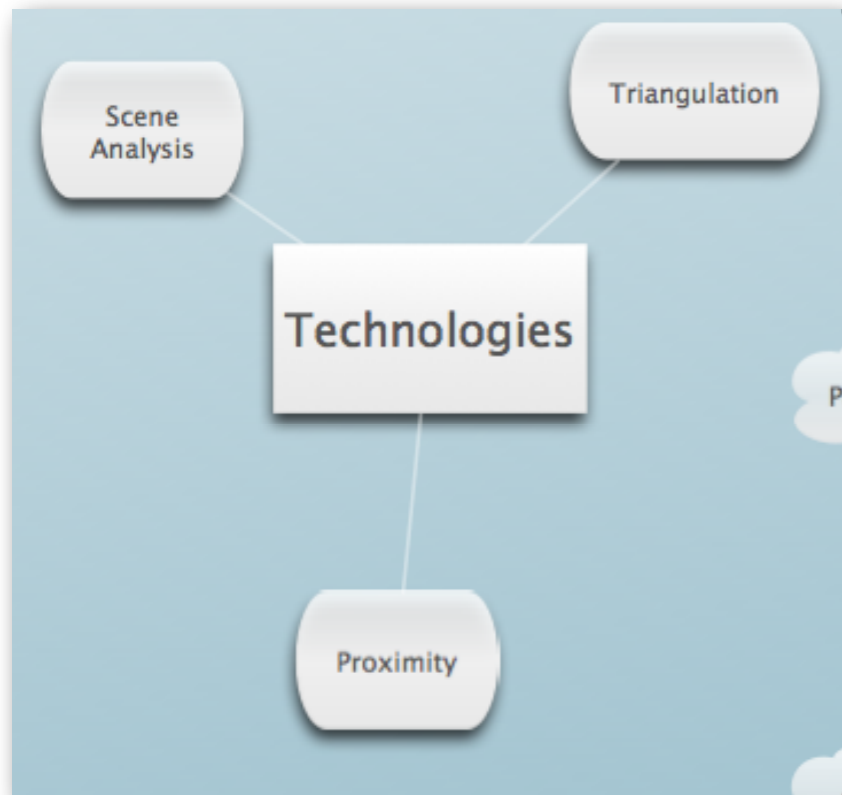 Scene
Analysis
Triangulation
Technologies
P
Proximity